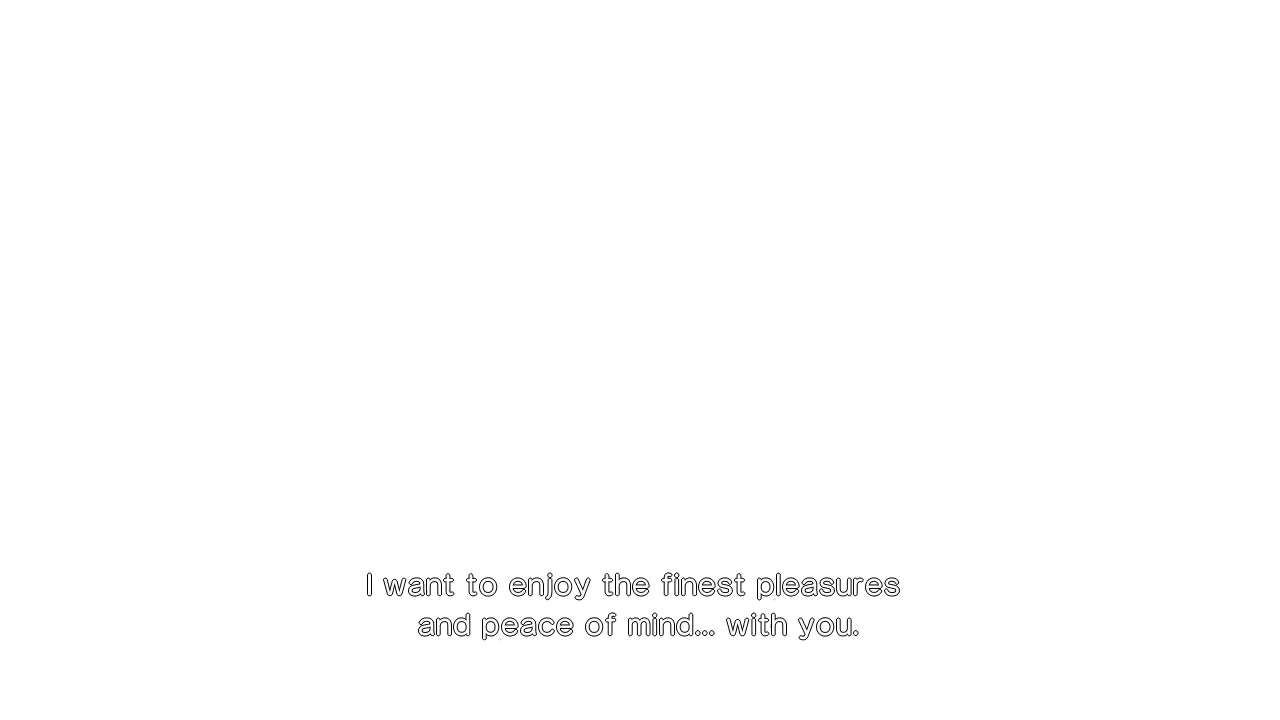 I want to enjoy the finest pleasures
and peace of mind... with you.